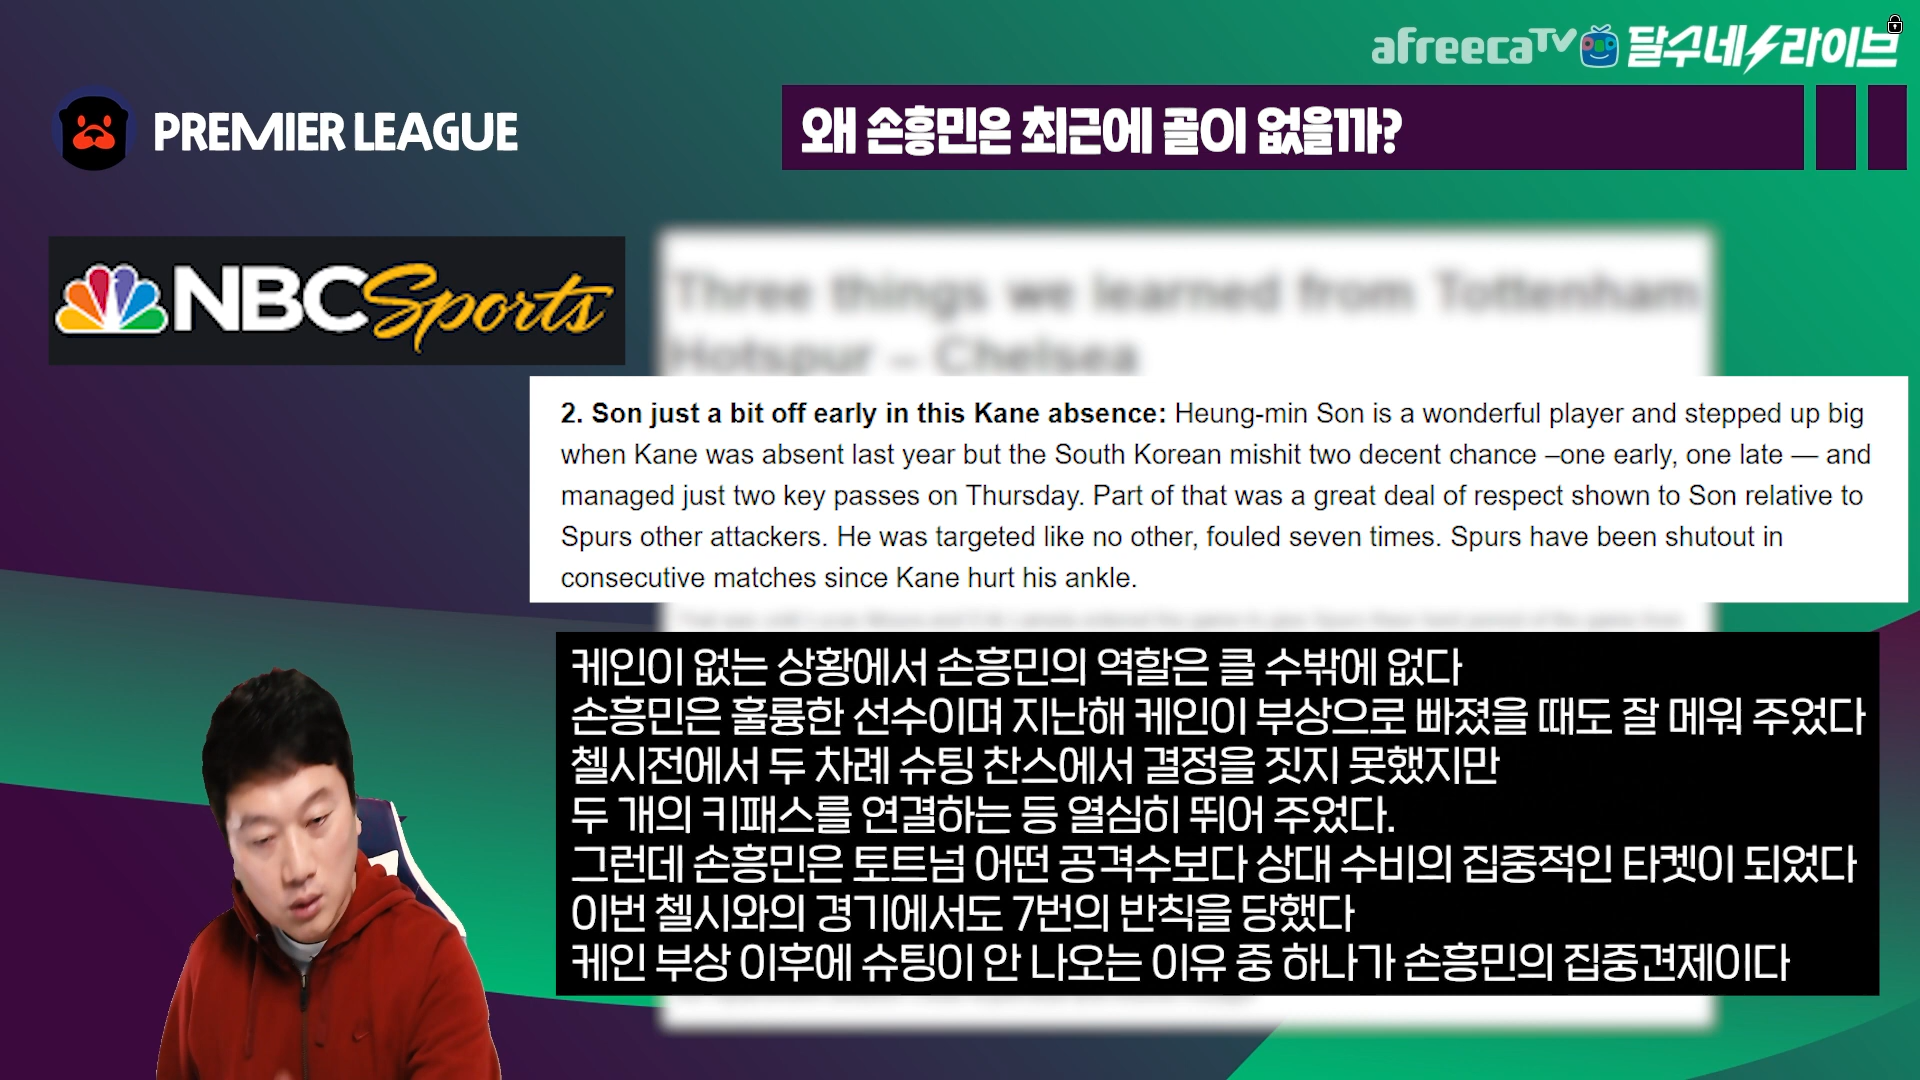 afreecaTV 달수네라이브
PREMIER LEAGUE
왜 손흥민은 최근에 골이 없을까?
NBC Sports
Three things we learned from Tottenham
Hotspur – Chelsea
2. Son just a bit off early in this Kane absence: Heung-min Son is a wonderful player and stepped up big
when Kane was absent last year but the South Korean mishit two decent chance –one early, one late — and
managed just two key passes on Thursday. Part of that was a great deal of respect shown to Son relative to
Spurs other attackers. He was targeted like no other, fouled seven times. Spurs have been shutout in
consecutive matches since Kane hurt his ankle.
케인이 없는 상황에서 손흥민의 역할은 클 수밖에 없다
손흥민은 훌륭한 선수이며 지난해 케인이 부상으로 빠졌을 때도 잘 메워 주었다
첼시전에서 두 차례 슈팅 찬스에서 결정을 짓지 못했지만
두 개의 키패스를 연결하는 등 열심히 뛰어 주었다.
그런데 손흥민은 토트넘 어떤 공격수보다 상대 수비의 집중적인 타켓이 되었다
이번 첼시와의 경기에서도 7번의 반칙을 당했다
케인 부상 이후에 슈팅이 안 나오는 이유 중 하나가 손흥민의 집중견제이다